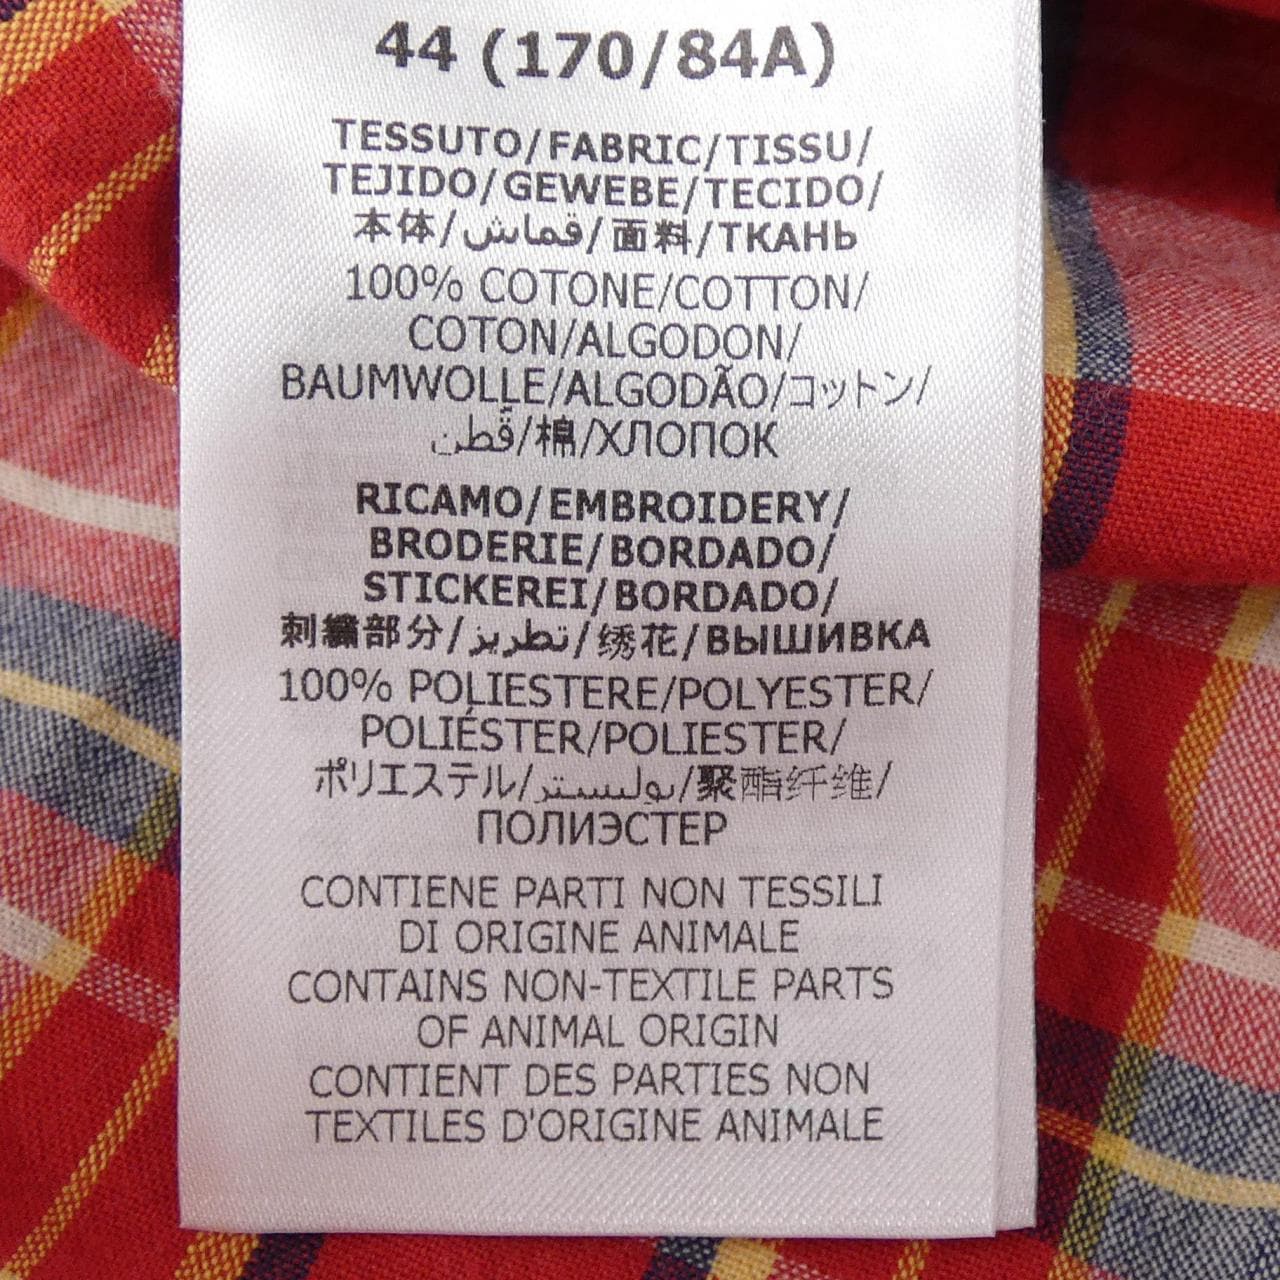 44 (170/84A)
TESSUTO/FABRIC/TISSU/
TEJIDO/GEWEBE/TECIDO/
本体/قماش/面料/ТКАНЬ
100% COTONE/COTTON/
COTON/ALGODON/
BAUMWOLLE/ALGODÃO/コットン/
قطن/棉/ХЛОПОК
RICAMO/EMBROIDERY/
BRODERIE/BORDADO/
STICKEREI/BORDADO/
刺繍部分/تطريز/绣花/ВЫШИВКА
100% POLIESTERE/POLYESTER/
POLIÉSTER/POLIESTER/
ポリエステル/بوليستر/聚酯纤维/
ПОЛИЭСТЕР
CONTIENE PARTI NON TESSILI
DI ORIGINE ANIMALE
CONTAINS NON-TEXTILE PARTS
OF ANIMAL ORIGIN
CONTIENT DES PARTIES NON
TEXTILES D'ORIGINE ANIMALE